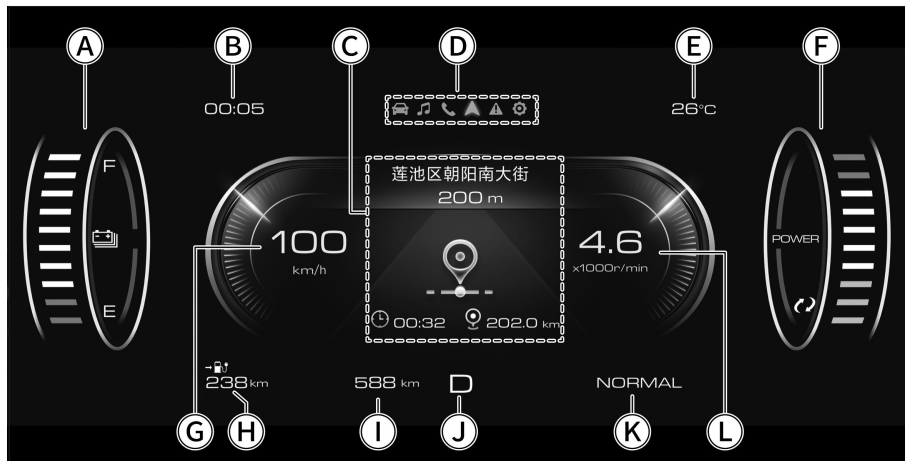 A B C D E F
00:05
26°C
F
莲池区朝阳南大街
200 m
100
km/h
4.6
x1000r/min
POWER
E
00:32 202.0 km
238 km
588 km
D
NORMAL
G H I J K L